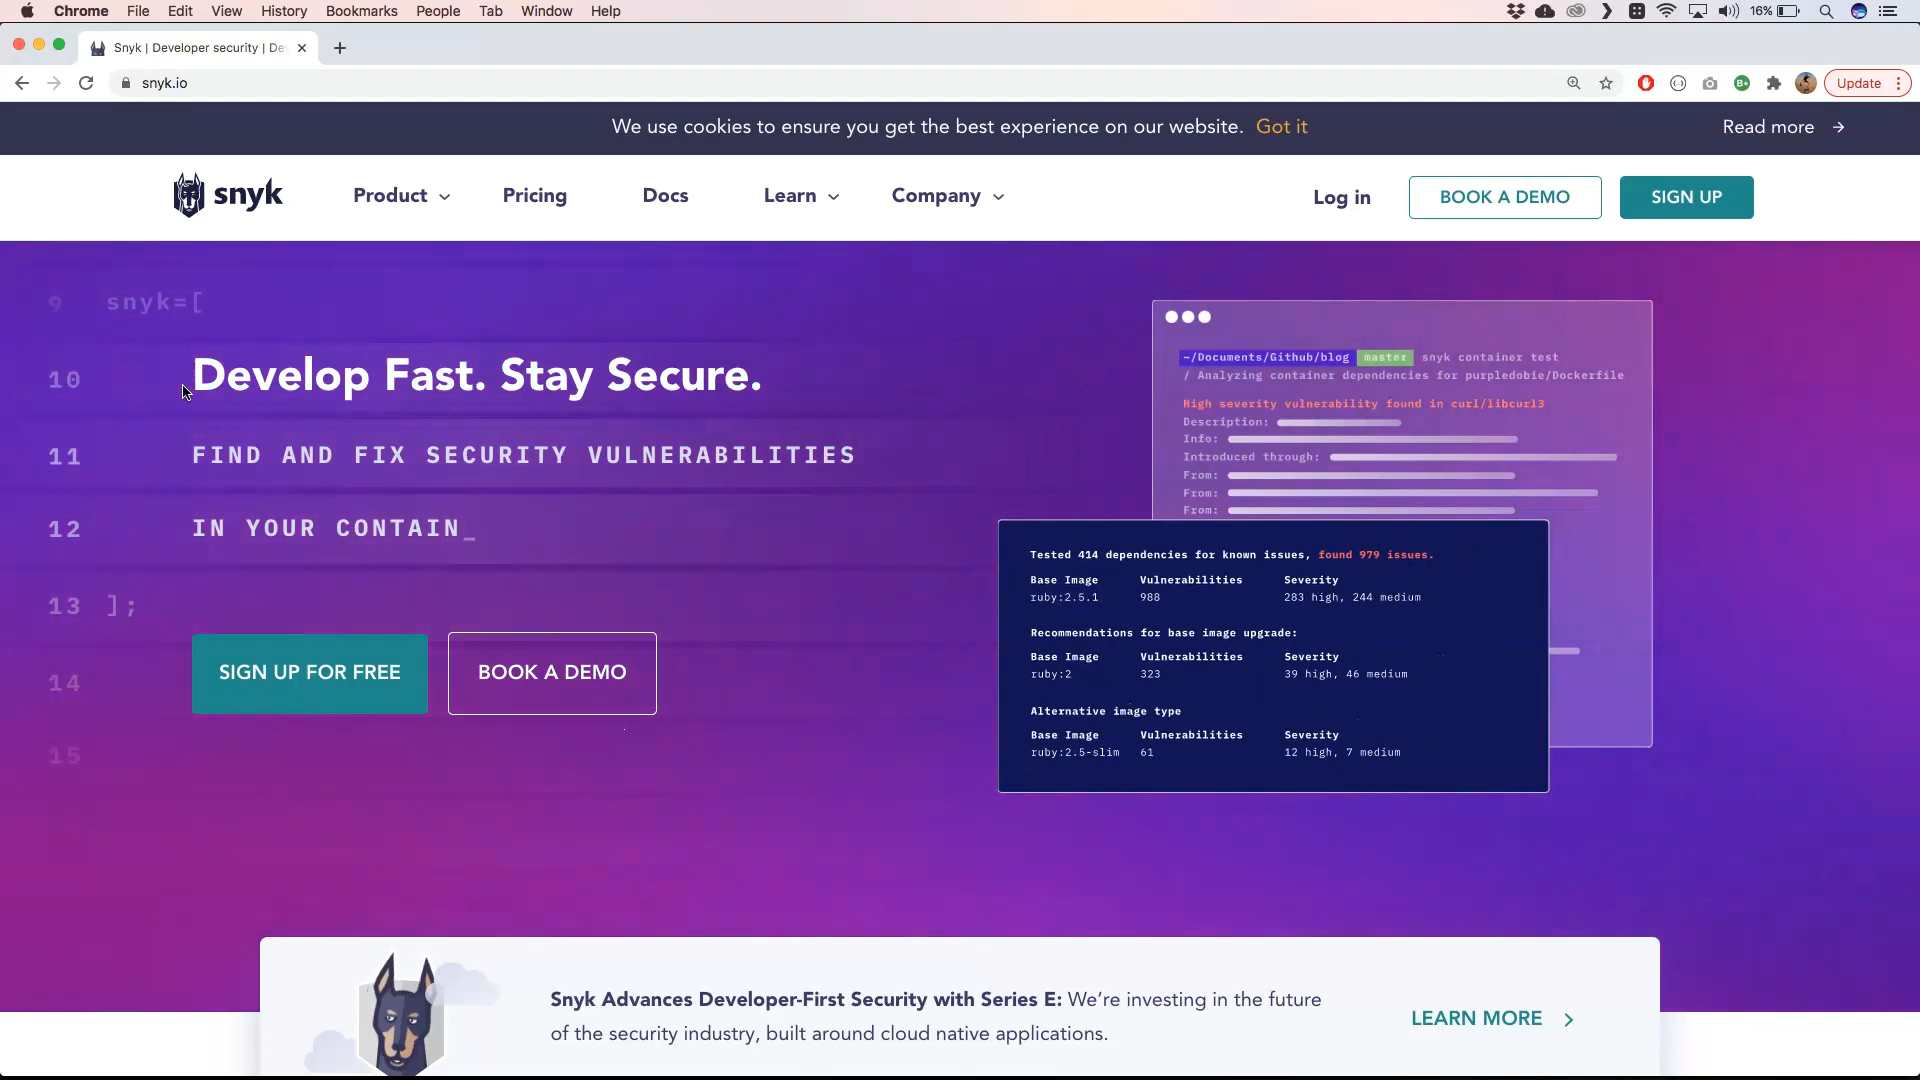 Chrome File Edit View History Bookmarks People Tab Window Help
16%
Snyk | Developer security | De
snyk.io
Update
We use cookies to ensure you get the best experience on our website. Got it
Read more →
snyk
Product
Pricing
Docs
Learn
Company
Log in
BOOK A DEMO
SIGN UP
9 snyk=[
10 Develop Fast. Stay Secure.
11 FIND AND FIX SECURITY VULNERABILITIES
12 IN YOUR CONTAIN_
13 ];
14
15
SIGN UP FOR FREE
BOOK A DEMO
~/Documents/Github/blog master snyk container test
/ Analyzing container dependencies for purpledobie/Dockerfile
High severity vulnerability found in curl/libcurl3
Description:
Info:
Introduced through:
From:
From:
From:
Tested 414 dependencies for known issues, found 979 issues.
Base Image Vulnerabilities Severity
ruby:2.5.1 988 283 high, 244 medium
Recommendations for base image upgrade:
Base Image Vulnerabilities Severity
ruby:2 323 39 high, 46 medium
Alternative image type
Base Image Vulnerabilities Severity
ruby:2.5-slim 61 12 high, 7 medium
Snyk Advances Developer-First Security with Series E: We’re investing in the future
of the security industry, built around cloud native applications.
LEARN MORE